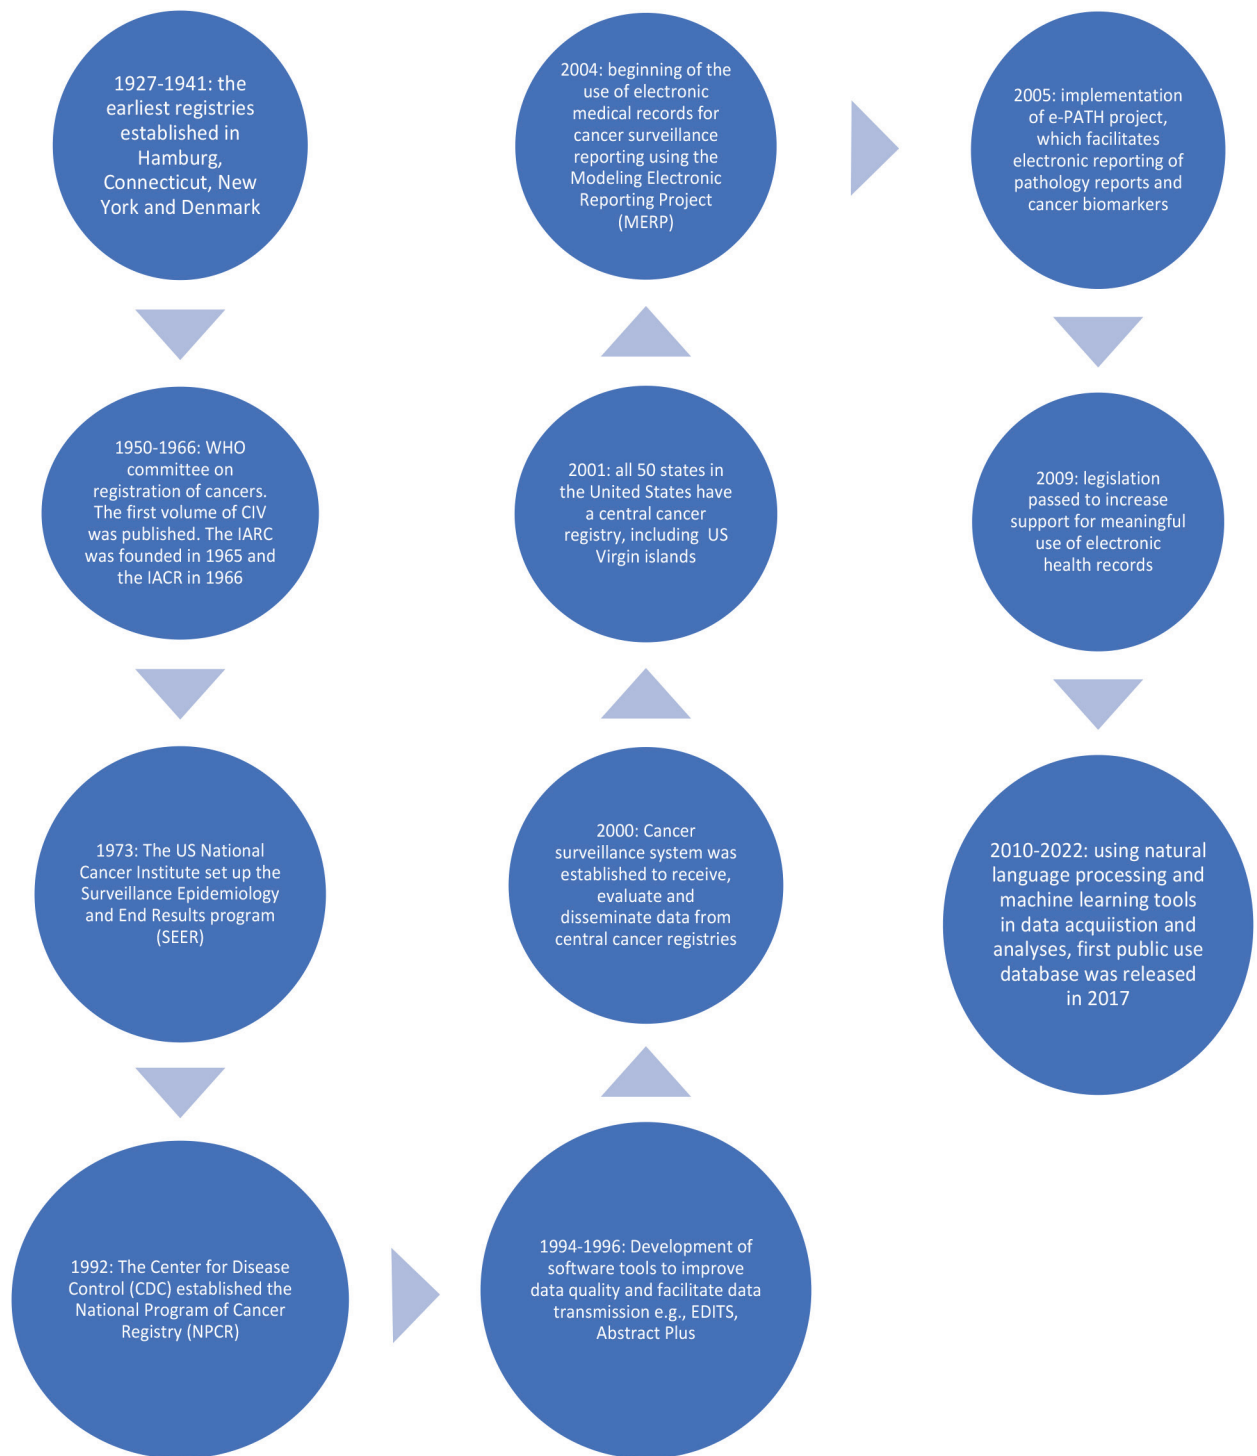 1927-1941: the
earliest registries
established in
Hamburg,
Connecticut, New
York and Denmark
1950-1966: WHO
committee on
registration of cancers.
The first volume of CIV
was published. The IARC
was founded in 1965 and
the IACR in 1966
1973: The US National
Cancer Institute set up the
Surveillance Epidemiology
and End Results program
(SEER)
1992: The Center for Disease
Control (CDC) established the
National Program of Cancer
Registry (NPCR)
1994-1996: Development of
software tools to improve
data quality and facilitate data
transmission e.g., EDITS,
Abstract Plus
2000: Cancer
surveillance system was
established to receive,
evaluate and
disseminate data from
central cancer registries
2001: all 50 states in
the United States have
a central cancer
registry, including  US
Virgin islands
2004: beginning of the
use of electronic
medical records for
cancer surveillance
reporting using the
Modeling Electronic
Reporting Project
(MERP)
2005: implementation
of e-PATH project,
which facilitates
electronic reporting of
pathology reports and
cancer biomarkers
2009: legislation
passed to increase
support for meaningful
use of electronic
health records
2010-2022: using natural
language processing and
machine learning tools
in data acquiistion and
analyses, first public use
database was released
in 2017